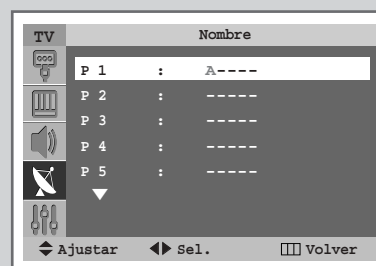 TV Nombre
P 1 : A----
P 2 : -----
P 3 : -----
P 4 : -----
P 5 : -----
Ajustar Sel. Volver